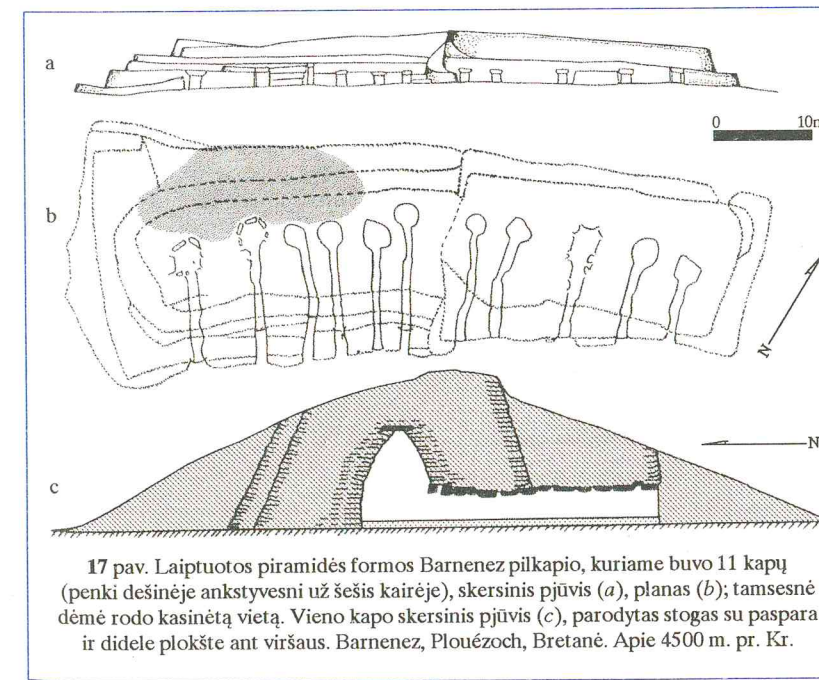 a
0 10m
b
N
N
c
17 pav. Laiptuotos piramidės formos Barnenez pilkapio, kuriame buvo 11 kapų
(penki dešinėje ankstyvesni už šešis kairėje), skersinis pjūvis (a), planas (b); tamsesnė
dėmė rodo kasinėtą vietą. Vieno kapo skersinis pjūvis (c), parodytas stogas su paspara
ir didele plokšte ant viršaus. Barnenez, Plouézoch, Bretanė. Apie 4500 m. pr. Kr.